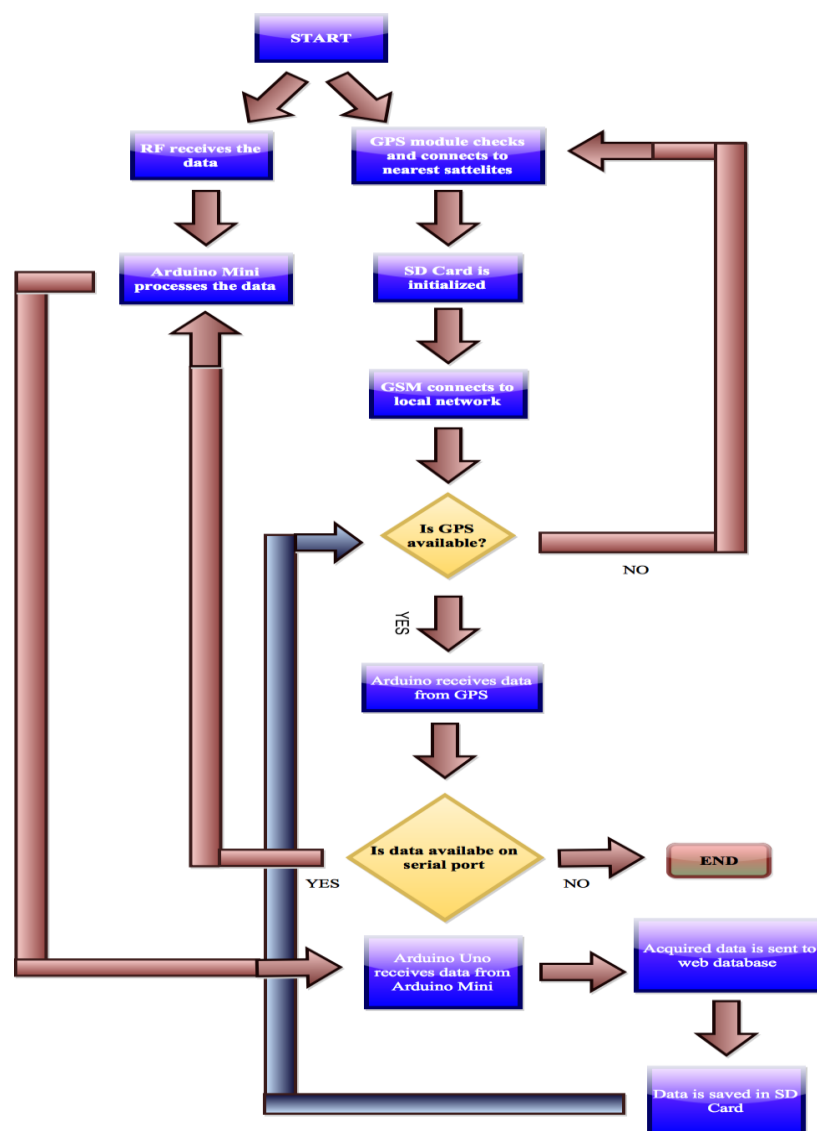 START
RF receives the
data
GPS module checks
and connects to
nearest sattelites
Arduino Mini
processes the data
SD Card is
initialized
GSM connects to
local network
Is GPS
available?
NO
YES
Arduino receives data
from GPS
Is data availabe on
serial port
YES
NO
END
Arduino Uno
receives data from
Arduino Mini
Acquired data is sent to
web database
Data is saved in SD
Card